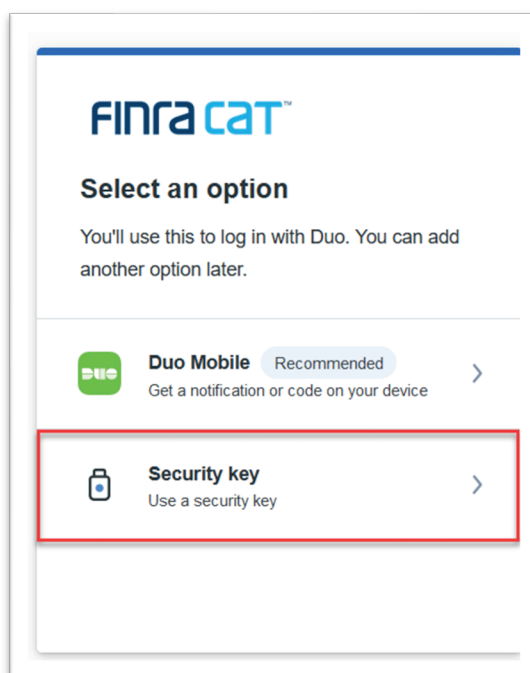 FINRA CAT™
Select an option
You'll use this to log in with Duo. You can add
another option later.
DUO
Duo Mobile Recommended
Get a notification or code on your device
Security key
Use a security key